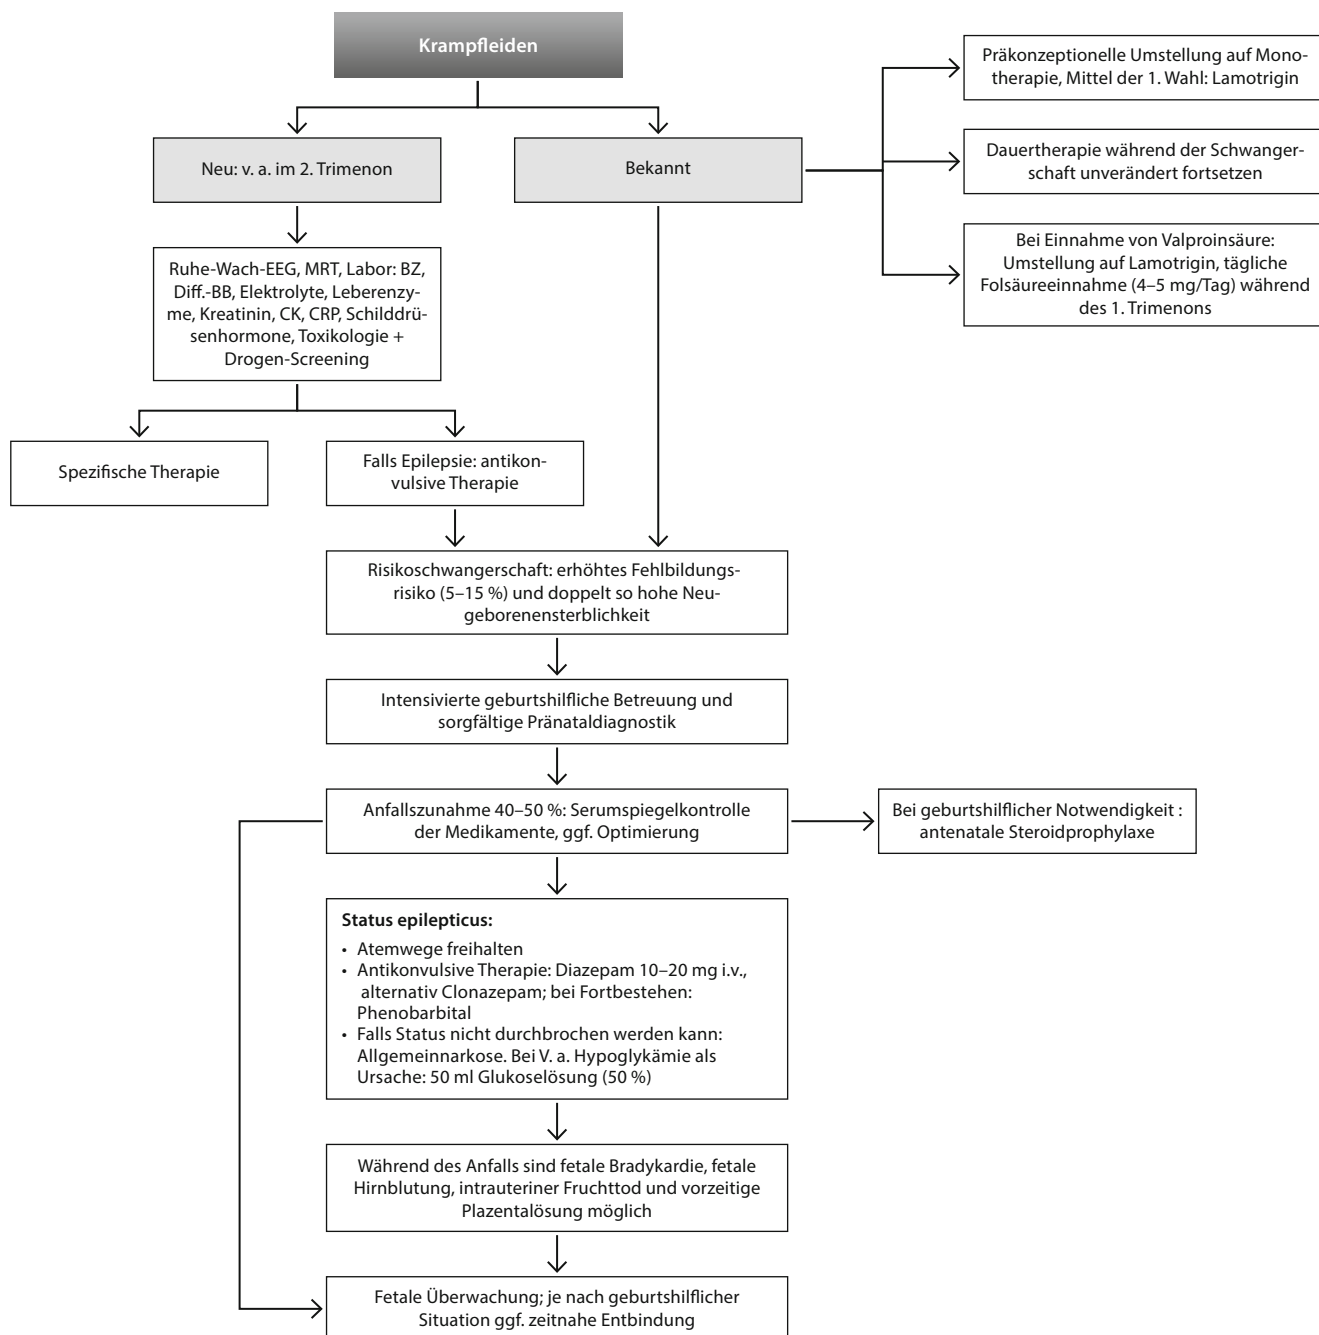 Krampfleiden
Präkonzeptionelle Umstellung auf Mono-
therapie, Mittel der 1. Wahl: Lamotrigin
Neu: v. a. im 2. Trimenon
Bekannt
Dauertherapie während der Schwanger-
schaft unverändert fortsetzen
Bei Einnahme von Valproinsäure:
Umstellung auf Lamotrigin, tägliche
Folsäureeinnahme (4–5 mg/Tag) während
des 1. Trimenons
Ruhe-Wach-EEG, MRT, Labor: BZ,
Diff.-BB, Elektrolyte, Leberenzy-
me, Kreatinin, CK, CRP, Schilddrü-
senhormone, Toxikologie +
Drogen-Screening
Spezifische Therapie
Falls Epilepsie: antikon-
vulsive Therapie
Risikoschwangerschaft: erhöhtes Fehlbildungs-
risiko (5–15 %) und doppelt so hohe Neu-
geborenensterblichkeit
Intensivierte geburtshilfliche Betreuung und
sorgfältige Pränataldiagnostik
Anfallszunahme 40–50 %: Serumspiegelkontrolle
der Medikamente, ggf. Optimierung
Bei geburtshilflicher Notwendigkeit :
antenatale Steroidprophylaxe
Status epilepticus:
• Atemwege freihalten
• Antikonvulsive Therapie: Diazepam 10–20 mg i.v.,
alternativ Clonazepam; bei Fortbestehen:
Phenobarbital
• Falls Status nicht durchbrochen werden kann:
Allgemeinnarkose. Bei V. a. Hypoglykämie als
Ursache: 50 ml Glukoselösung (50 %)
Während des Anfalls sind fetale Bradykardie, fetale
Hirnblutung, intrauteriner Fruchttod und vorzeitige
Plazentalösung möglich
Fetale Überwachung; je nach geburtshilflicher
Situation ggf. zeitnahe Entbindung